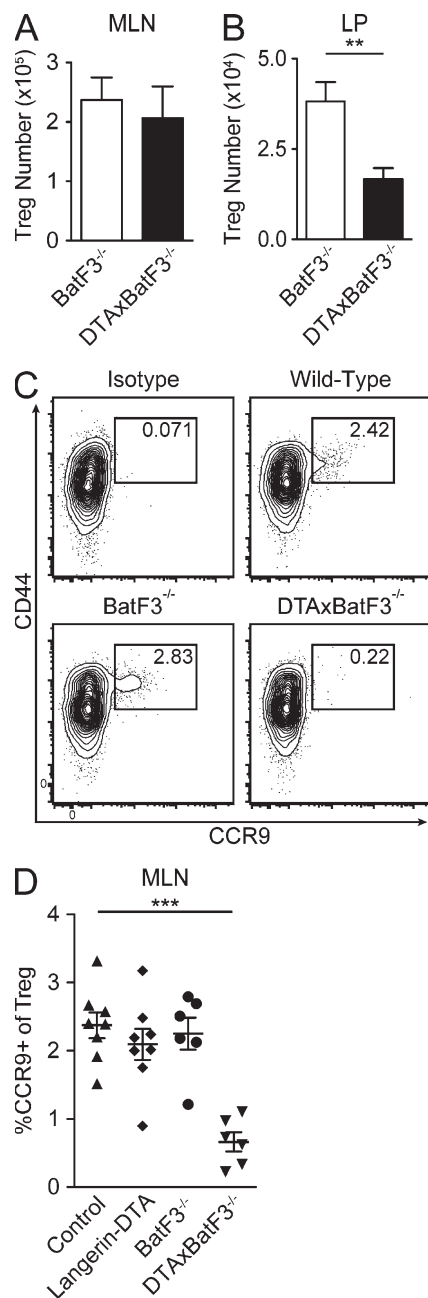 A
MLN
Treg Number (x10⁵)
3
2
1
0
BatF3-/-
DTAxBatF3-/-
B
LP
**
Treg Number (x10⁴)
5.0
2.5
0.0
BatF3-/-
DTAxBatF3-/-
C
Isotype
Wild-Type
0.071
2.42
BatF3-/-
DTAxBatF3-/-
2.83
0.22
CD44
0
0
CCR9
D
MLN
***
%CCR9+ of Treg
4
3
2
1
0
Control
Langerin-DTA
BatF3-/-
DTAxBatF3-/-